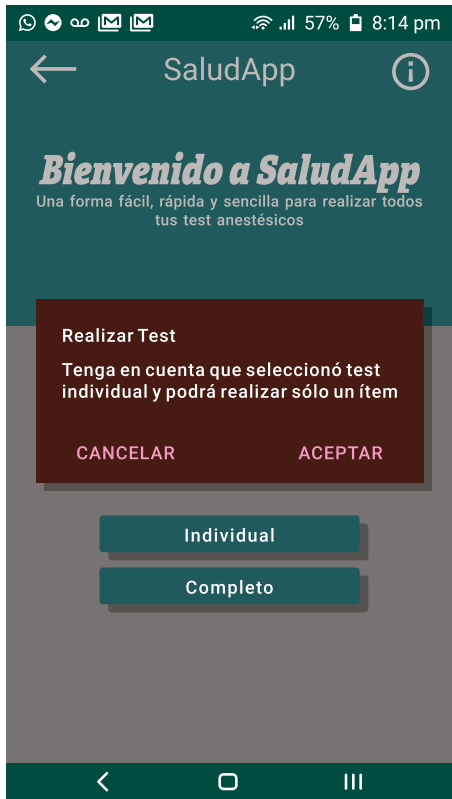 57% 8:14 pm
SaludApp
Bienvenido a SaludApp
Una forma fácil, rápida y sencilla para realizar todos
tus test anestésicos
Realizar Test
Tenga en cuenta que seleccionó test
individual y podrá realizar sólo un ítem
CANCELAR ACEPTAR
Individual
Completo